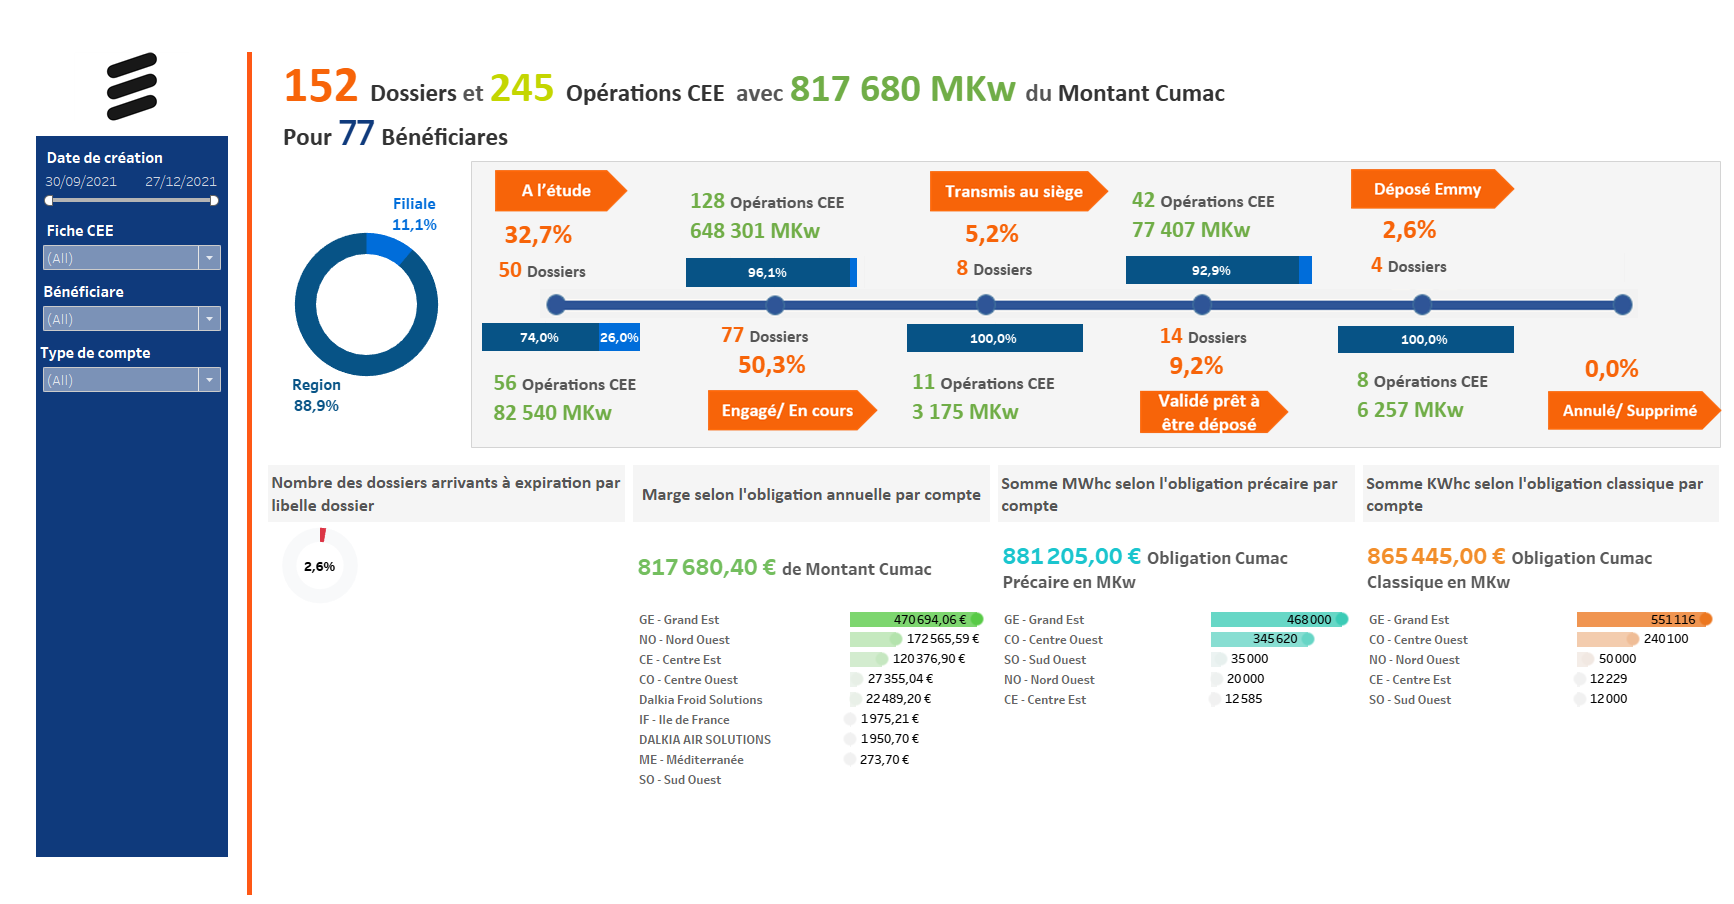 152 Dossiers et 245 Opérations CEE avec 817 680 MKw du Montant Cumac
Pour 77 Bénéficiares
Date de création
30/09/2021 27/12/2021
Fiche CEE
(All)
Bénéficiare
(All)
Type de compte
(All)
Filiale
11,1%
Region
88,9%
A l'étude
32,7%
50 Dossiers
74,0% 26,0%
56 Opérations CEE
82 540 MKw
128 Opérations CEE
648 301 MKw
96,1%
77 Dossiers
50,3%
Engagé/ En cours
Transmis au siège
5,2%
8 Dossiers
100,0%
11 Opérations CEE
3 175 MKw
42 Opérations CEE
77 407 MKw
92,9%
14 Dossiers
9,2%
Validé prêt à
être déposé
Déposé Emmy
2,6%
4 Dossiers
100,0%
8 Opérations CEE
6 257 MKw
0,0%
Annulé/ Supprimé
Nombre des dossiers arrivants à expiration par
libelle dossier
2,6%
Marge selon l'obligation annuelle par compte
817 680,40 € de Montant Cumac
GE - Grand Est 470 694,06 €
NO - Nord Ouest 172 565,59 €
CE - Centre Est 120 376,90 €
CO - Centre Ouest 27 355,04 €
Dalkia Froid Solutions 22 489,20 €
IF - Ile de France 1 975,21 €
DALKIA AIR SOLUTIONS 1 950,70 €
ME - Méditerranée 273,70 €
SO - Sud Ouest
Somme MWhc selon l'obligation précaire par
compte
881 205,00 € Obligation Cumac
Précaire en MKw
GE - Grand Est 468 000
CO - Centre Ouest 345 620
SO - Sud Ouest 35 000
NO - Nord Ouest 20 000
CE - Centre Est 12 585
Somme KWhc selon l'obligation classique par
compte
865 445,00 € Obligation Cumac
Classique en MKw
GE - Grand Est 551 116
CO - Centre Ouest 240 100
NO - Nord Ouest 50 000
CE - Centre Est 12 229
SO - Sud Ouest 12 000